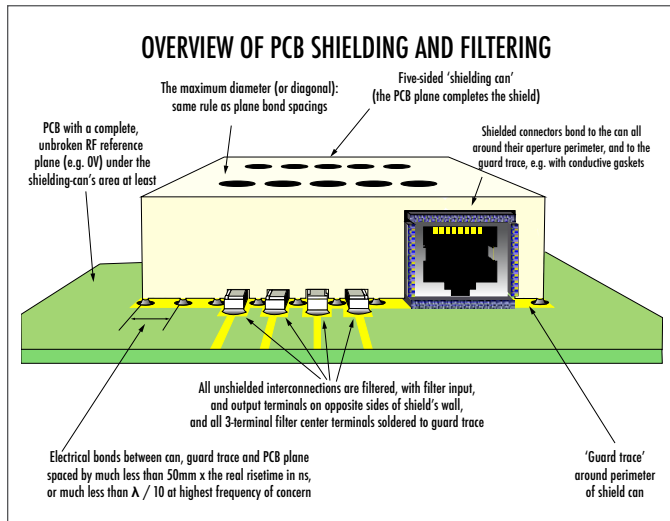 OVERVIEW OF PCB SHIELDING AND FILTERING
The maximum diameter (or diagonal):
same rule as plane bond spacings
Five-sided ‘shielding can’
(the PCB plane completes the shield)
PCB with a complete,
unbroken RF reference
plane (e.g. 0V) under the
shielding-can’s area at least
Shielded connectors bond to the can all
around their aperture perimeter, and to the
guard trace, e.g. with conductive gaskets
All unshielded interconnections are filtered, with filter input,
and output terminals on opposite sides of shield’s wall,
and all 3-terminal filter center terminals soldered to guard trace
Electrical bonds between can, guard trace and PCB plane
spaced by much less than 50mm x the real risetime in ns,
or much less than λ / 10 at highest frequency of concern
‘Guard trace’
around perimeter
of shield can